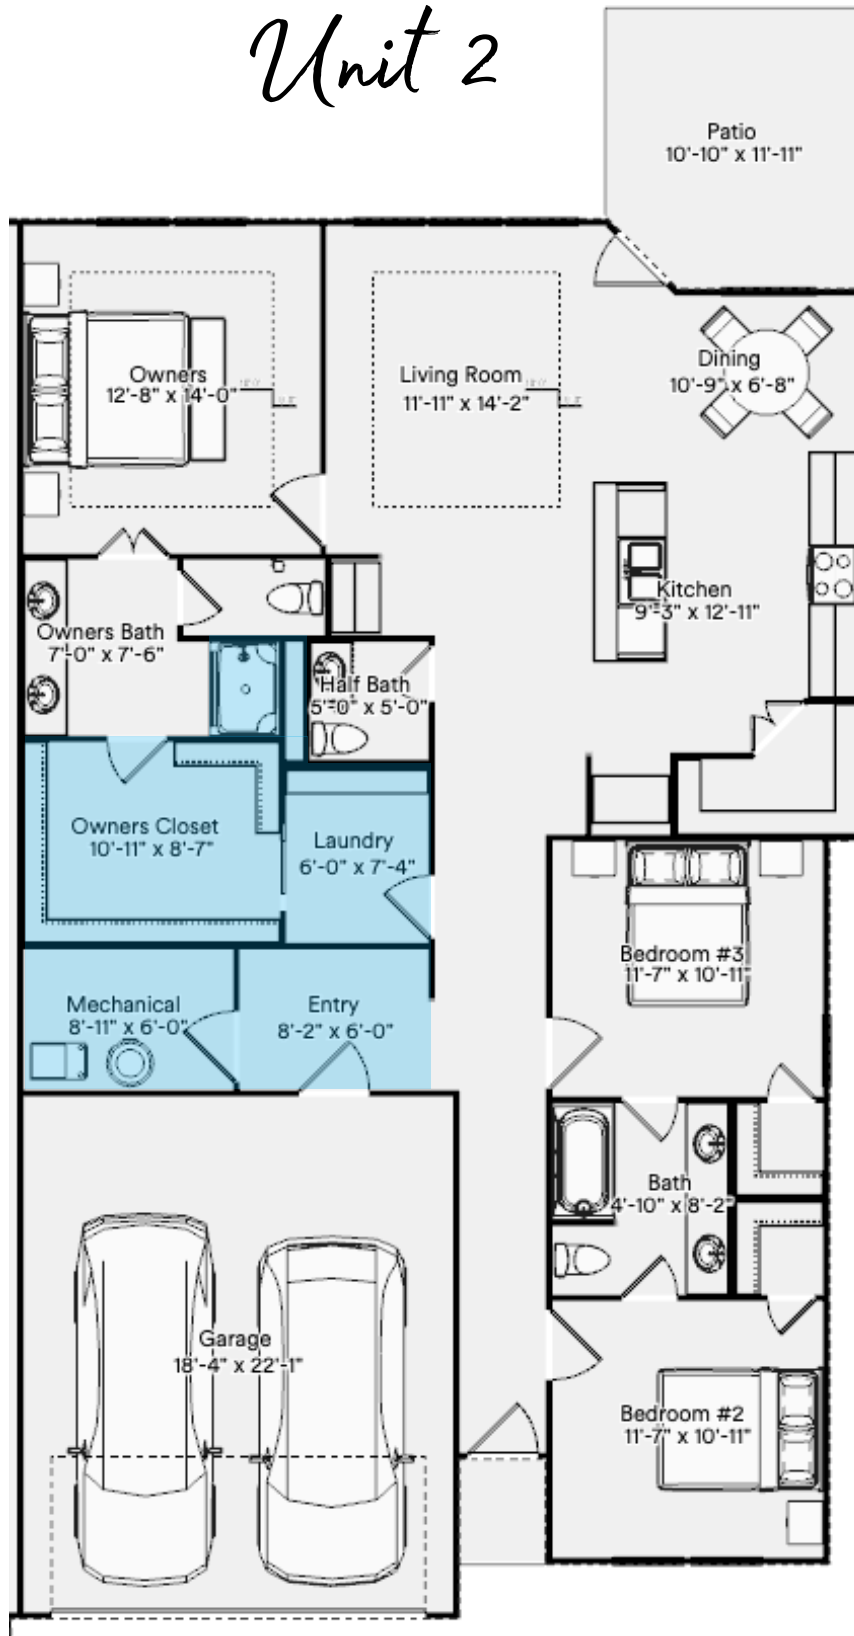 Unit 2
Patio
10'-10" x 11'-11"
Owners
12'-8" x 14'-0"
Living Room
11'-11" x 14'-2"
Dining
10'-9" x 6'-8"
Kitchen
9'-3" x 12'-11"
Owners Bath
7'-0" x 7'-6"
Half Bath
5'-0" x 5'-0"
Owners Closet
10'-11" x 8'-7"
Laundry
6'-0" x 7'-4"
Bedroom #3
11'-7" x 10'-11"
Mechanical
8'-11" x 6'-0"
Entry
8'-2" x 6'-0"
Bath
4'-10" x 8'-2"
Garage
18'-4" x 22'-1"
Bedroom #2
11'-7" x 10'-11"